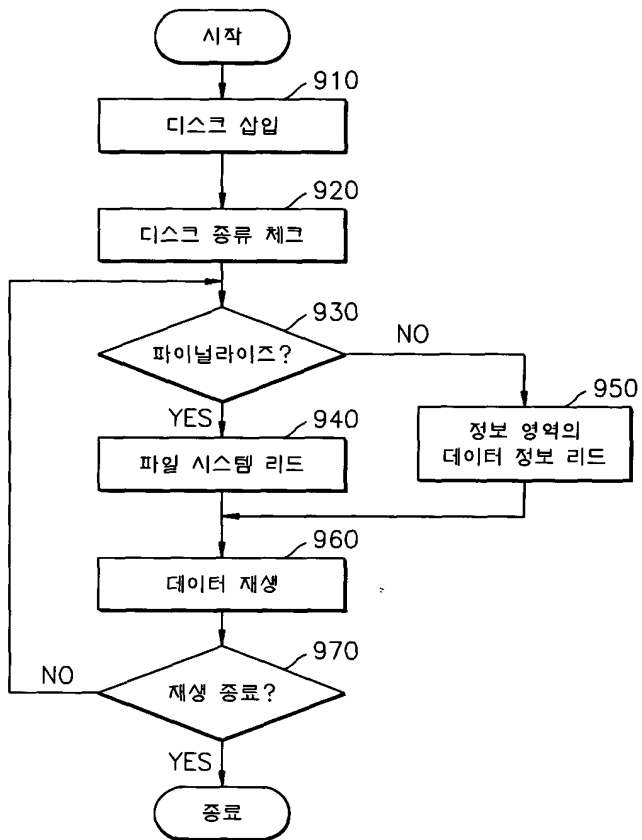 시작
910
디스크 삽입
920
디스크 종류 체크
930
파이널라이즈?
NO
YES
940
파일 시스템 리드
950
정보 영역의
데이터 정보 리드
960
데이터 재생
970
재생 종료?
NO
YES
종료